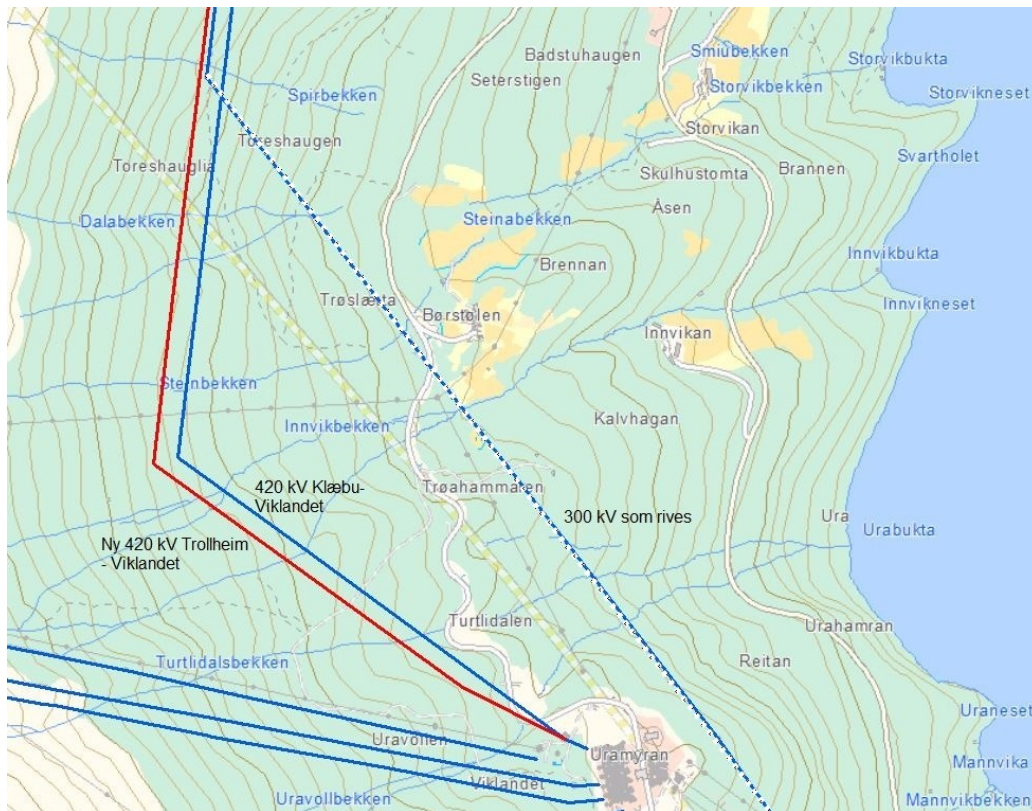 Badstuhaugen
Smiubekken
Storvikbukta
Seterstigen
Storvikbekken
Storvikneset
Spirbekken
Storvikan
Toreshaugen
Svartholet
Toreshauglia
Brannen
Skulhustomta
Åsen
Dalabekken
Steinabekken
Innvikbukta
Brennan
Trøslætta
Innvikneset
Børstølen
Innvikan
Steinbekken
Kalvhagan
Innvikbekken
420 kV Klæbu-
Viklandet
Trøahammaren
300 kV som rives
Ura
Urabukta
Ny 420 kV Trollheim
- Viklandet
Turtlidalen
Urahamran
Turtlidalsbekken
Reitan
Uraneset
Uravollen
Uramyran
Mannvika
Viklandet
Uravollbekken
Mannvikbekken